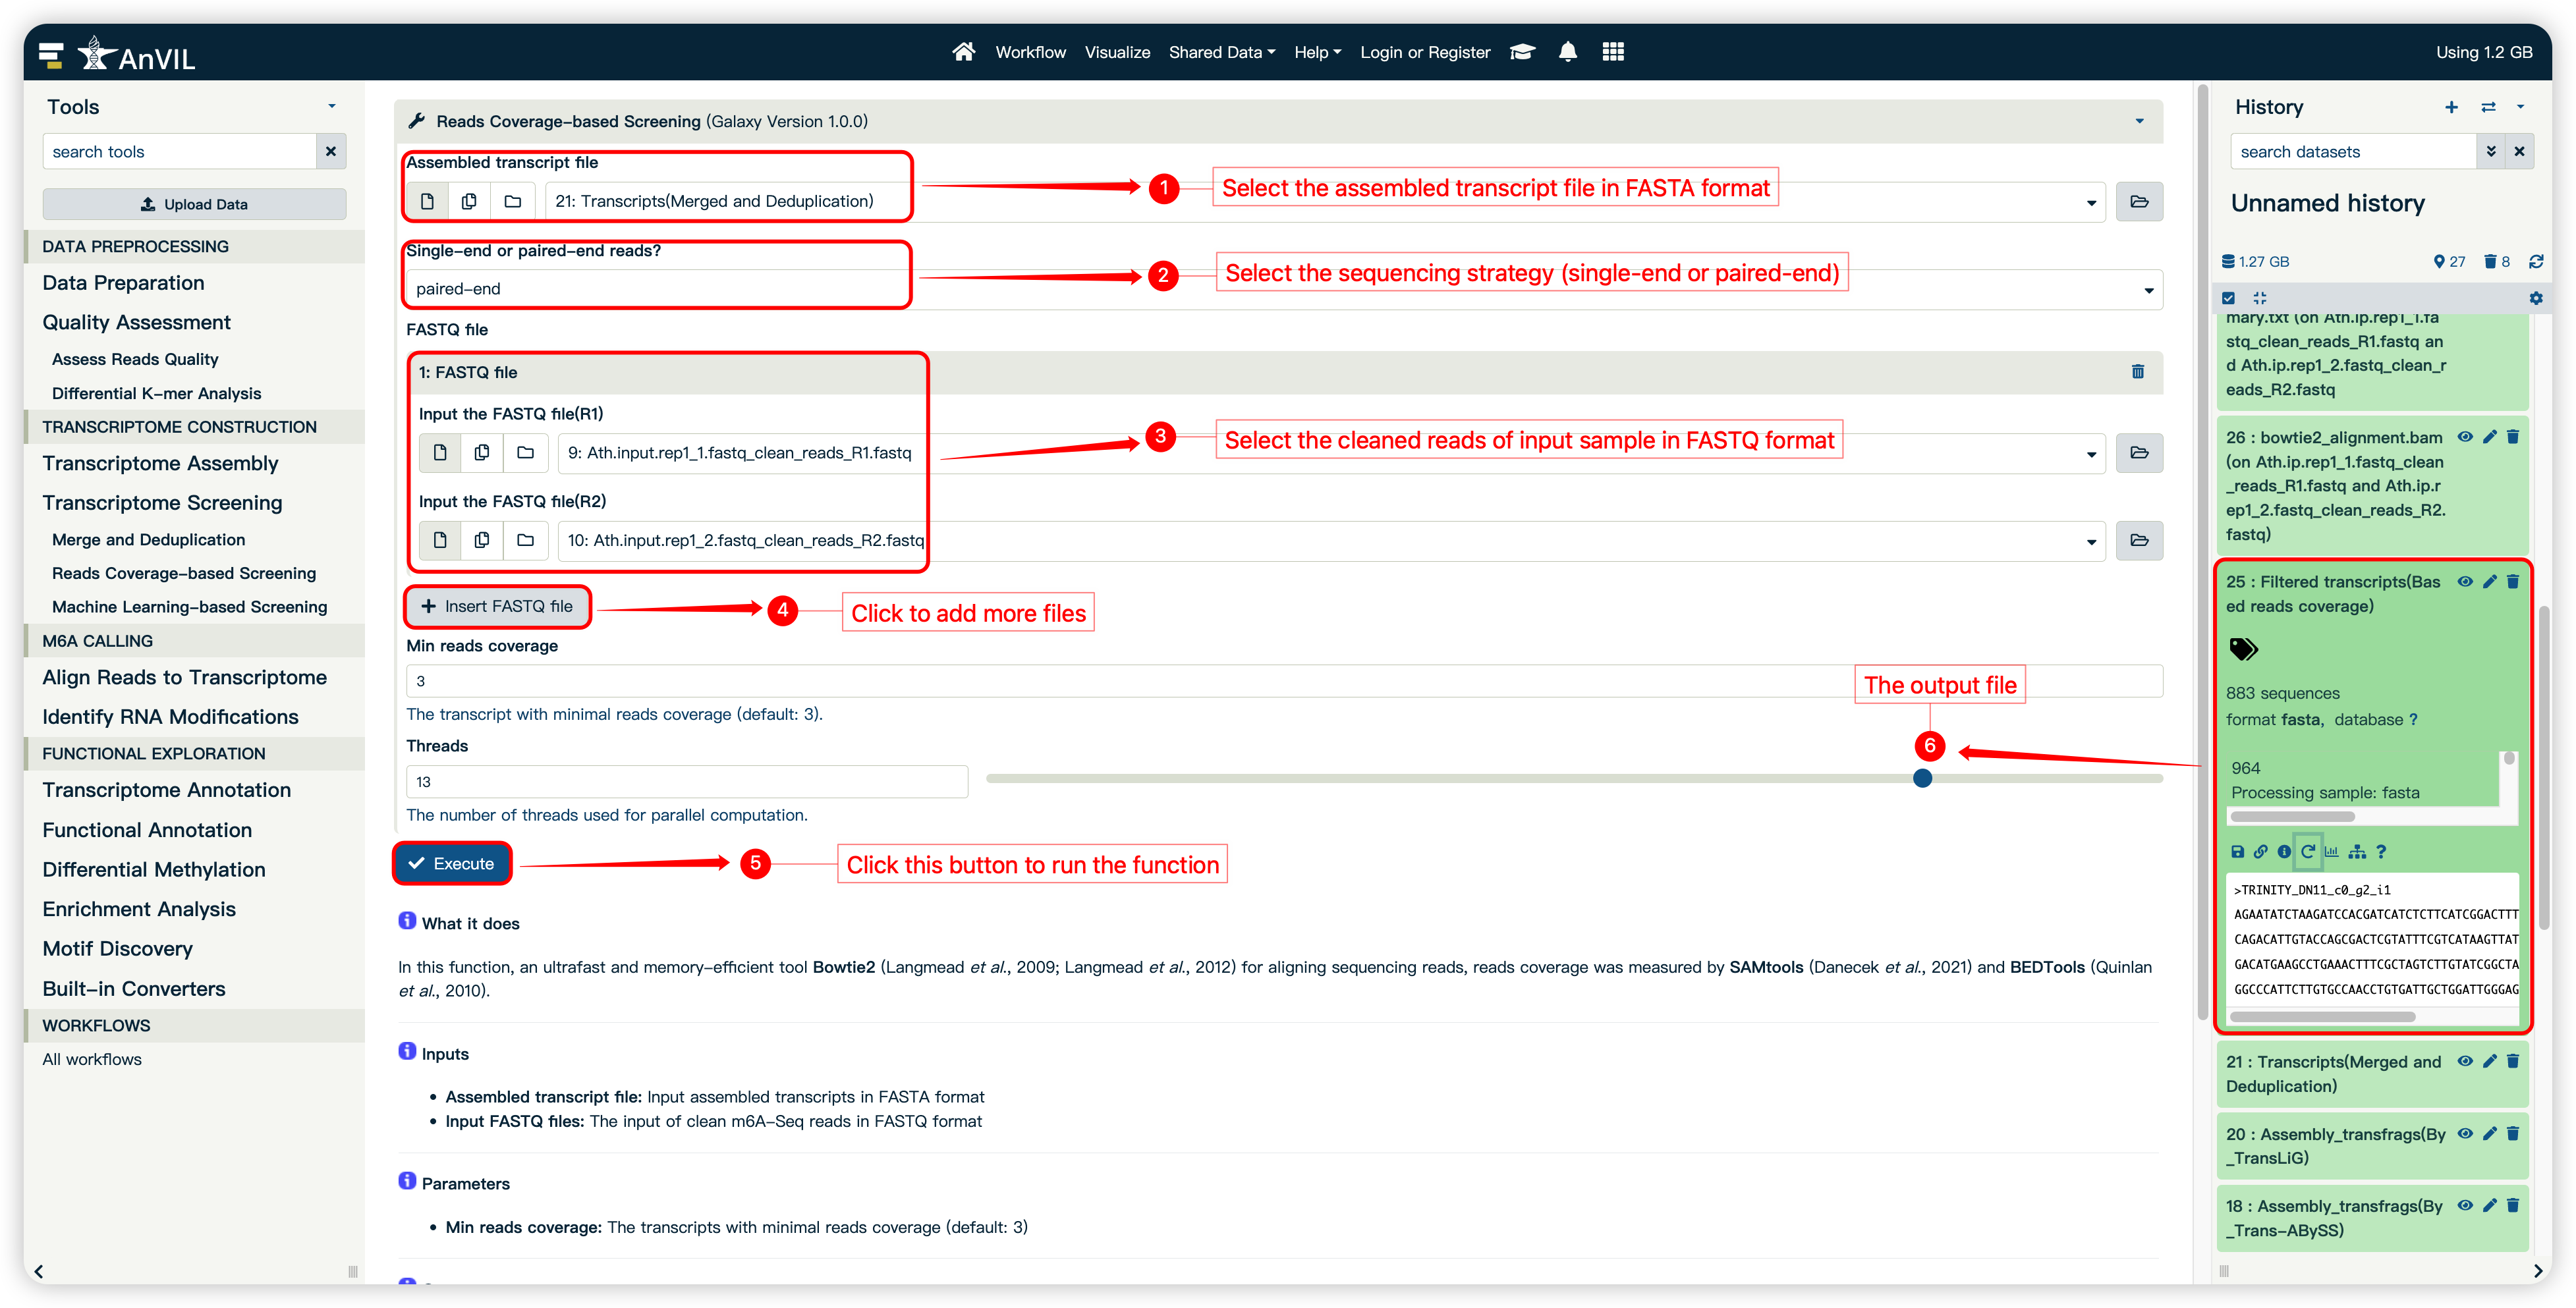 AnVIL
Workflow Visualize Shared Data Help Login or Register
Using 1.2 GB
Tools
search tools
Upload Data
DATA PREPROCESSING
Data Preparation
Quality Assessment
Assess Reads Quality
Differential K-mer Analysis
TRANSCRIPTOME CONSTRUCTION
Transcriptome Assembly
Transcriptome Screening
Merge and Deduplication
Reads Coverage-based Screening
Machine Learning-based Screening
M6A CALLING
Align Reads to Transcriptome
Identify RNA Modifications
FUNCTIONAL EXPLORATION
Transcriptome Annotation
Functional Annotation
Differential Methylation
Enrichment Analysis
Motif Discovery
Built-in Converters
WORKFLOWS
All workflows
Reads Coverage-based Screening (Galaxy Version 1.0.0)
Assembled transcript file
21: Transcripts(Merged and Deduplication)
1 Select the assembled transcript file in FASTA format
Single-end or paired-end reads?
paired-end
2 Select the sequencing strategy (single-end or paired-end)
FASTQ file
1: FASTQ file
Input the FASTQ file(R1)
9: Ath.input.rep1_1.fastq_clean_reads_R1.fastq
3 Select the cleaned reads of input sample in FASTQ format
Input the FASTQ file(R2)
10: Ath.input.rep1_2.fastq_clean_reads_R2.fastq
Insert FASTQ file
4 Click to add more files
Min reads coverage
3
The transcript with minimal reads coverage (default: 3).
The output file
6
Threads
13
The number of threads used for parallel computation.
Execute
5 Click this button to run the function
What it does
In this function, an ultrafast and memory-efficient tool Bowtie2 (Langmead et al., 2009; Langmead et al., 2012) for aligning sequencing reads, reads coverage was measured by SAMtools (Danecek et al., 2021) and BEDTools (Quinlan
et al., 2010).
Inputs
• Assembled transcript file: Input assembled transcripts in FASTA format
• Input FASTQ files: The input of clean m6A-Seq reads in FASTQ format
Parameters
• Min reads coverage: The transcripts with minimal reads coverage (default: 3)
History
search datasets
Unnamed history
1.27 GB 27 8
mary.txt (on Ath.ip.rep1_1.fa
stq_clean_reads_R1.fastq an
d Ath.ip.rep1_2.fastq_clean_r
eads_R2.fastq
26 : bowtie2_alignment.bam
(on Ath.ip.rep1_1.fastq_clean
_reads_R1.fastq and Ath.ip.r
ep1_2.fastq_clean_reads_R2.
fastq)
25 : Filtered transcripts(Bas
ed reads coverage)
883 sequences
format fasta, database ?
964
Processing sample: fasta
>TRINITY_DN11_c0_g2_i1
AGAATATCTAAGATCCACGATCATCTCTTCATCGGACTTT
CAGACATTGTACCAGCGACTCGTATTTCGTCATAAGTTAT
GACATGAAGCCTGAAACTTTCGCTAGTCTTGTATCGGCTA
GGCCCATTCTTGTGCCAACCTGTGATTGCTGGATTGGGAG
21 : Transcripts(Merged and
Deduplication)
20 : Assembly_transfrags(By
_TransLiG)
18 : Assembly_transfrags(By
_Trans-ABySS)